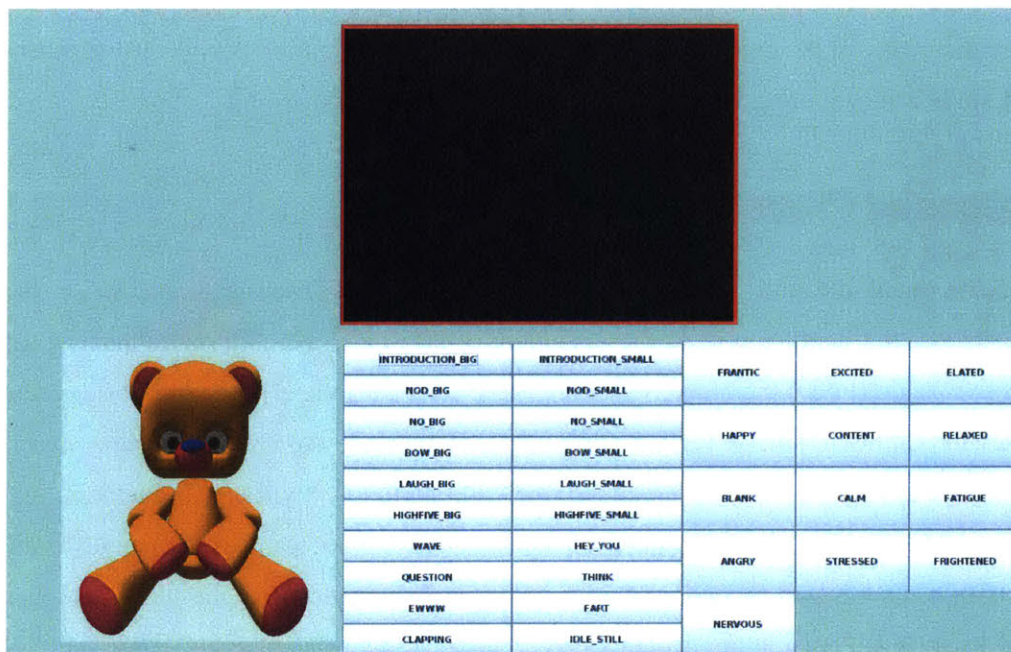 INTRODUCTION_BIG INTRODUCTION_SMALL
NOD_BIG NOD_SMALL
NO_BIG NO_SMALL
BOW_BIG BOW_SMALL
LAUGH_BIG LAUGH_SMALL
HIGHFIVE_BIG HIGHFIVE_SMALL
WAVE HEY_YOU
QUESTION THINK
EWWW FART
CLAPPING IDLE_STILL
FRANTIC EXCITED ELATED
HAPPY CONTENT RELAXED
BLANK CALM FATIGUE
ANGRY STRESSED FRIGHTENED
NERVOUS